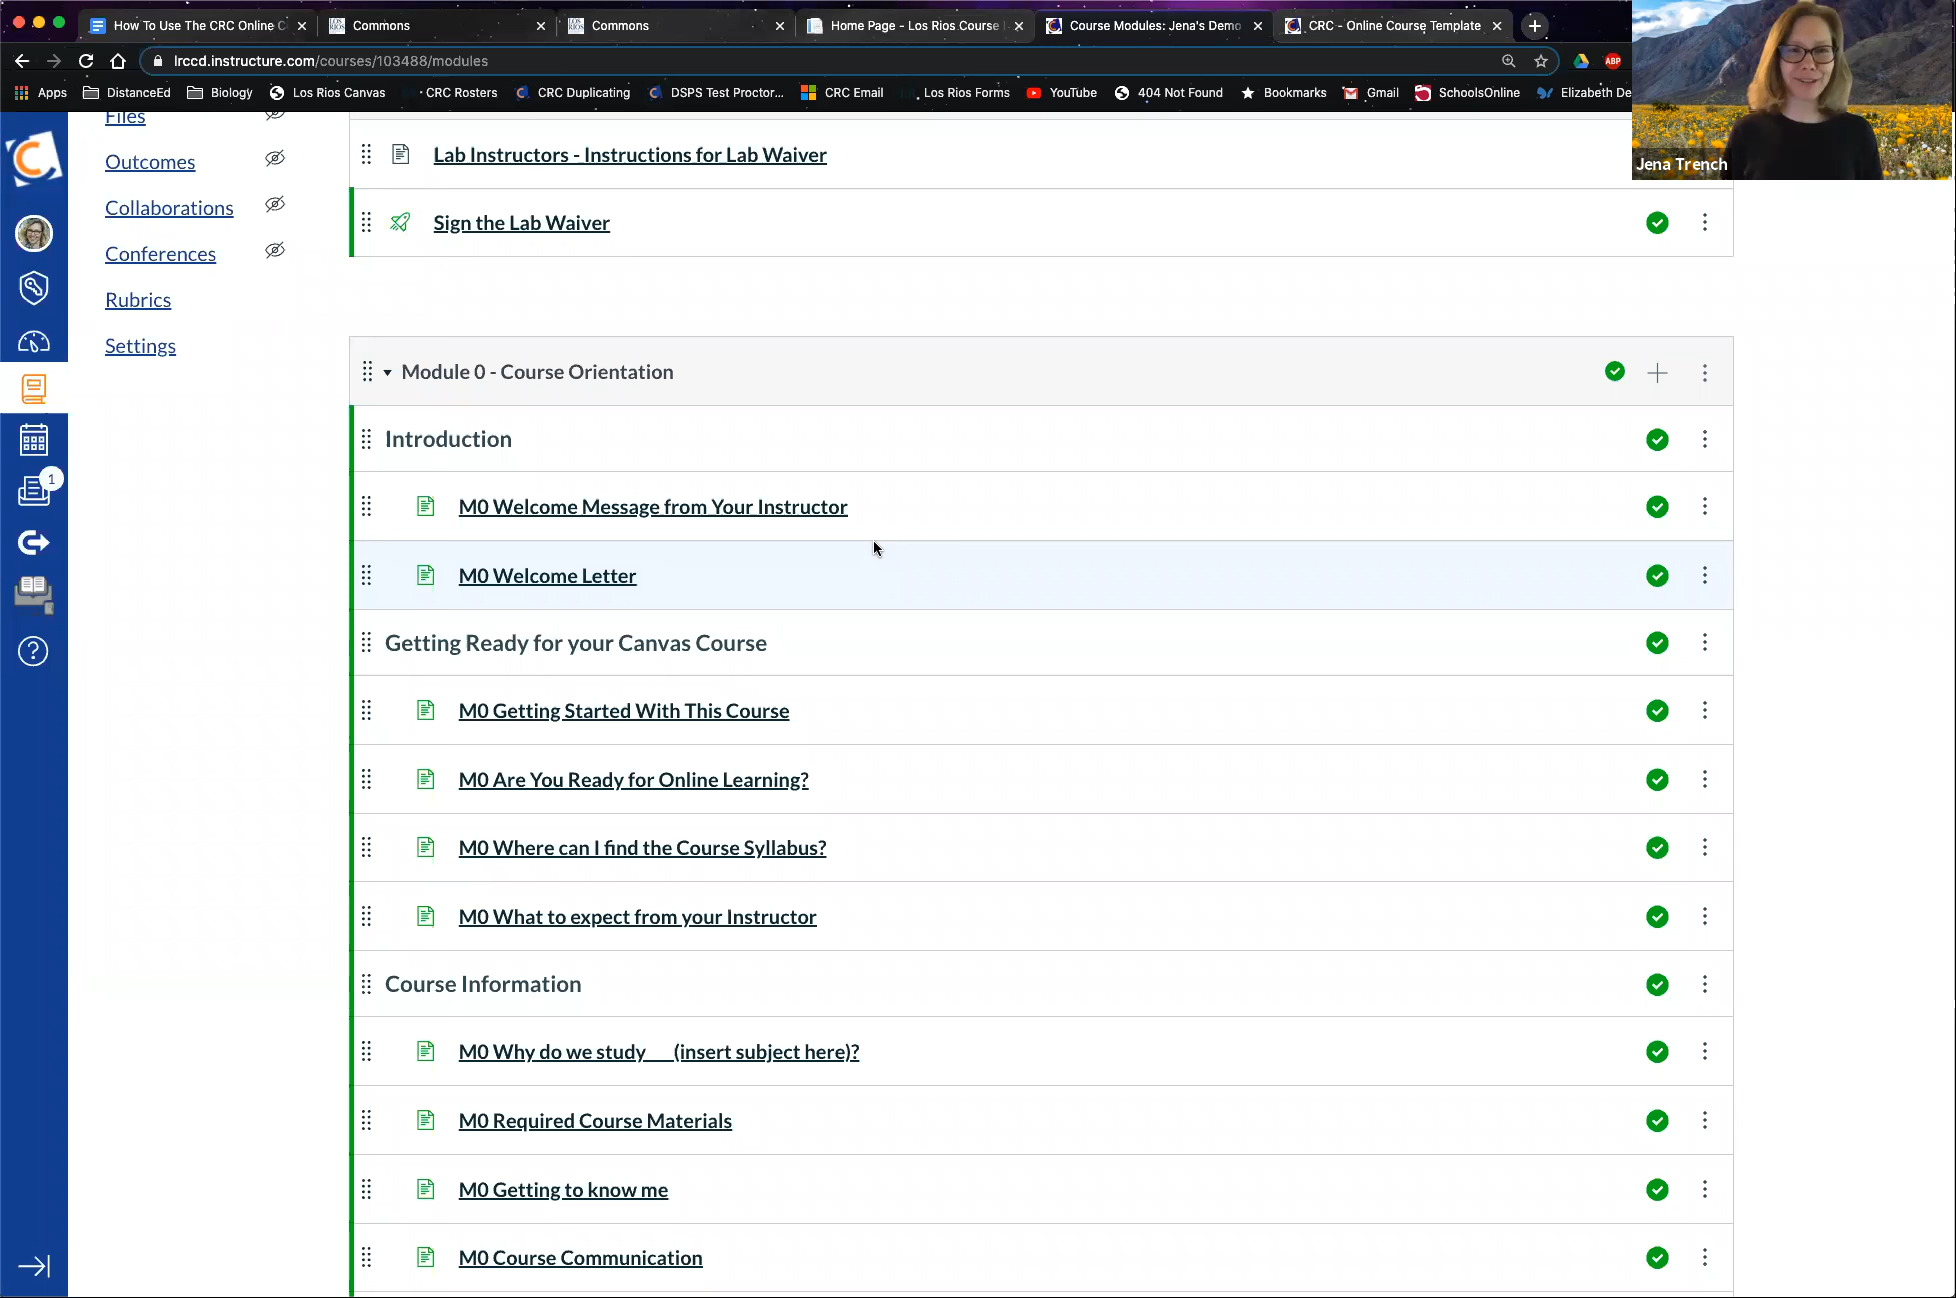 How To Use The CRC Online C
Commons
Commons
Home Page - Los Rios Course
Course Modules: Jena's Demo
CRC - Online Course Template
lrccd.instructure.com/courses/103488/modules
ABP
Apps
DistanceEd
Biology
Los Rios Canvas
CRC Rosters
CRC Duplicating
DSPS Test Proctor...
CRC Email
Los Rios Forms
YouTube
404 Not Found
Bookmarks
Gmail
SchoolsOnline
Elizabeth De
Jena Trench
Files
Outcomes
Collaborations
Conferences
Rubrics
Settings
1
Lab Instructors - Instructions for Lab Waiver
Sign the Lab Waiver
Module 0 - Course Orientation
Introduction
M0 Welcome Message from Your Instructor
M0 Welcome Letter
Getting Ready for your Canvas Course
M0 Getting Started With This Course
M0 Are You Ready for Online Learning?
M0 Where can I find the Course Syllabus?
M0 What to expect from your Instructor
Course Information
M0 Why do we study___(insert subject here)?
M0 Required Course Materials
M0 Getting to know me
M0 Course Communication